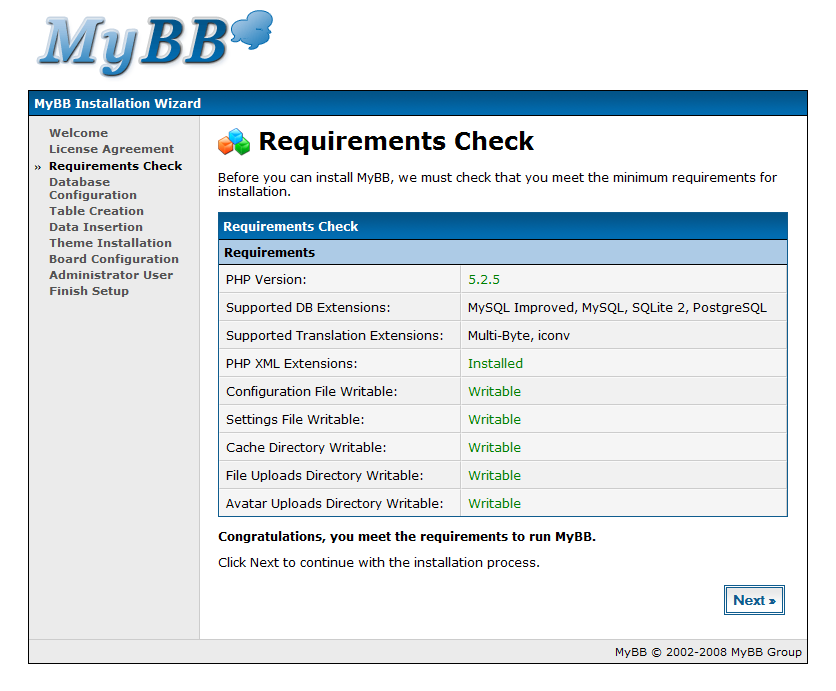 MyBB
MyBB Installation Wizard
Welcome
License Agreement
» Requirements Check
Database
Configuration
Table Creation
Data Insertion
Theme Installation
Board Configuration
Administrator User
Finish Setup
Requirements Check
Before you can install MyBB, we must check that you meet the minimum requirements for
installation.
Requirements Check
Requirements
PHP Version: 5.2.5
Supported DB Extensions: MySQL Improved, MySQL, SQLite 2, PostgreSQL
Supported Translation Extensions: Multi-Byte, iconv
PHP XML Extensions: Installed
Configuration File Writable: Writable
Settings File Writable: Writable
Cache Directory Writable: Writable
File Uploads Directory Writable: Writable
Avatar Uploads Directory Writable: Writable
Congratulations, you meet the requirements to run MyBB.
Click Next to continue with the installation process.
Next »
MyBB © 2002-2008 MyBB Group